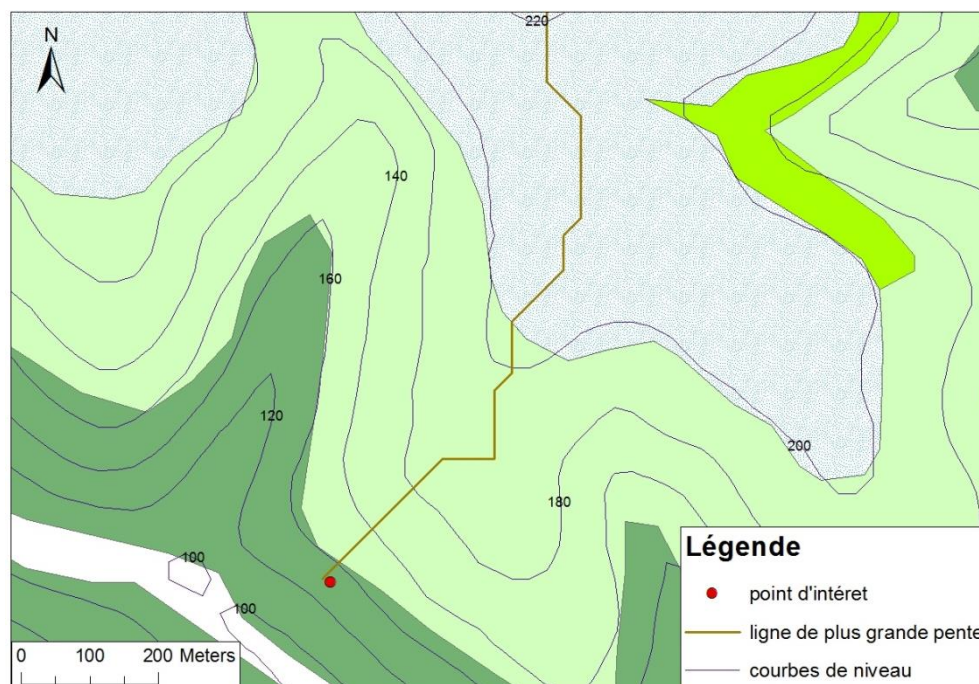 220
N
140
160
120
200
180
100
100
Légende
point d'intéret
ligne de plus grande pente
courbes de niveau
0 100 200 Meters